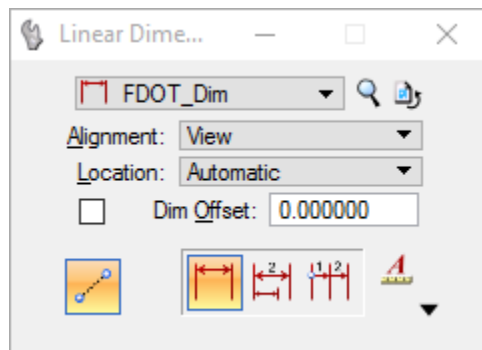 Linear Dime...
FDOT_Dim
Alignment: View
Location: Automatic
Dim Offset: 0.000000
2 1 2 A